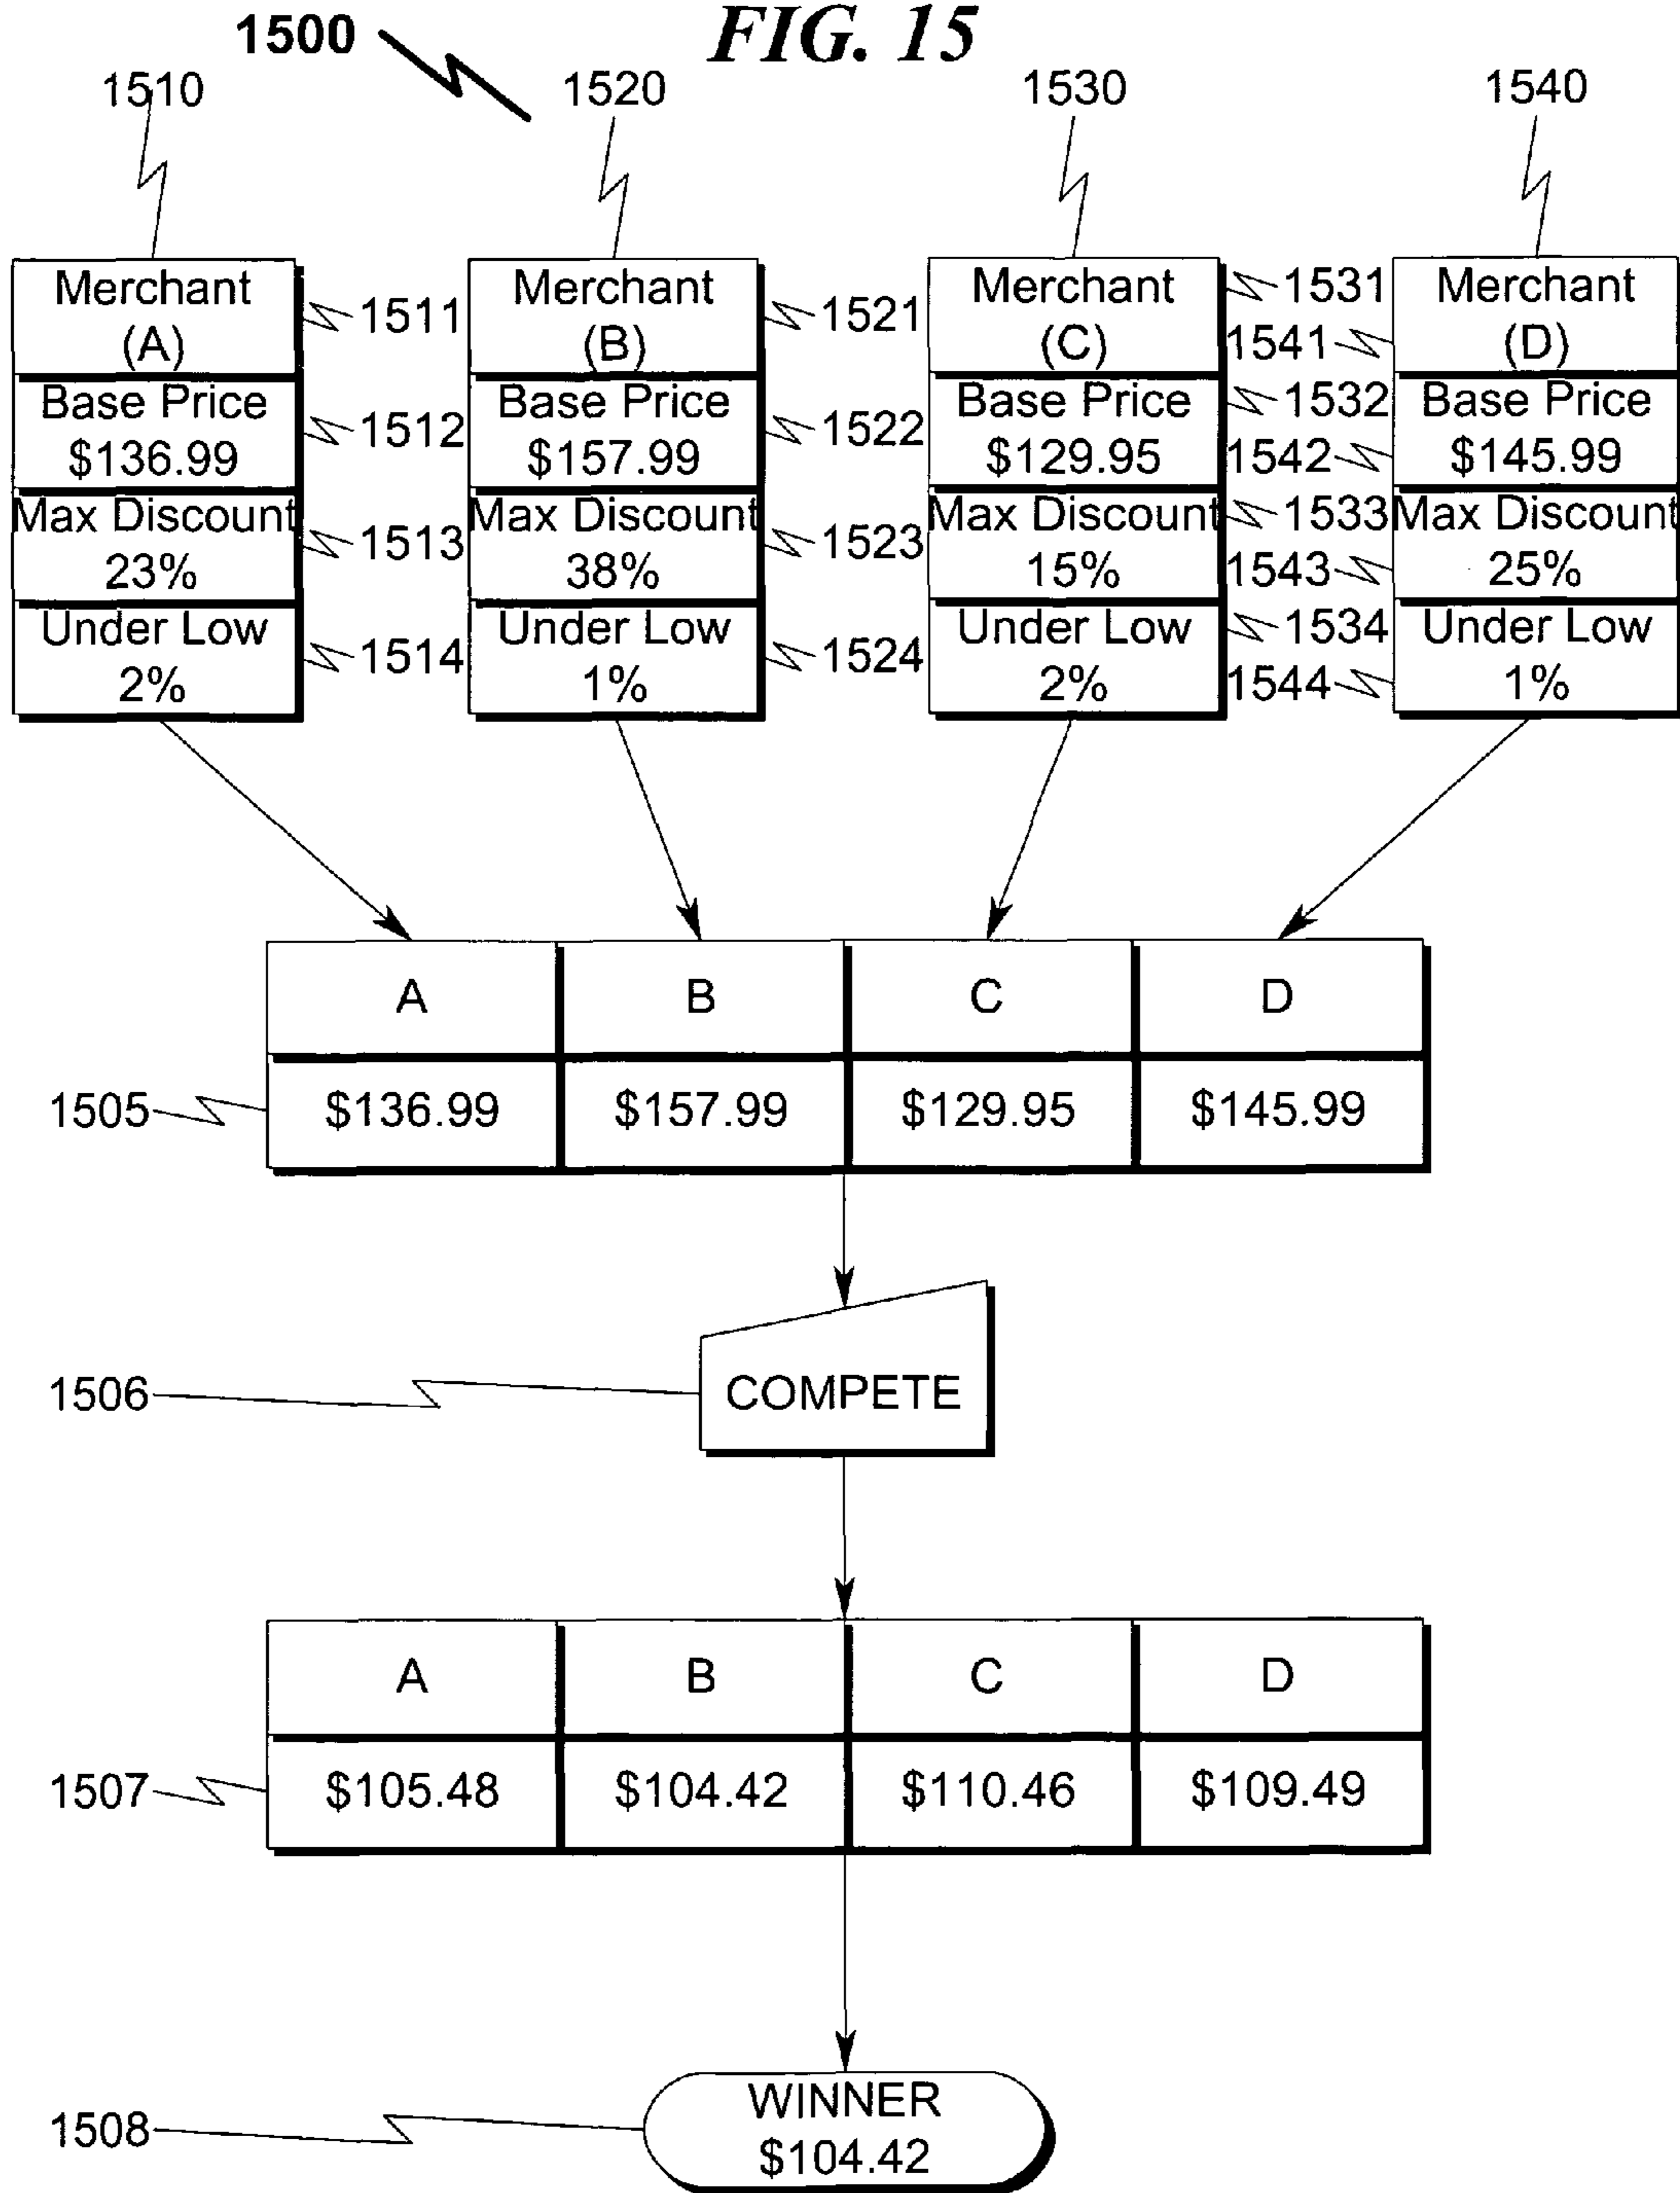 FIG. 15
1500
1510
1520
1530
1540
Merchant
(A)
1511
Base Price
$136.99
1512
Max Discount
23%
1513
Under Low
2%
1514
Merchant
(B)
1521
Base Price
$157.99
1522
Max Discount
38%
1523
Under Low
1%
1524
Merchant
(C)
1531
Base Price
$129.95
1532
Max Discount
15%
1533
Under Low
2%
1534
Merchant
(D)
1541
Base Price
$145.99
1542
Max Discount
25%
1543
Under Low
1%
1544
A B C D
1505 $136.99 $157.99 $129.95 $145.99
1506 COMPETE
A B C D
1507 $105.48 $104.42 $110.46 $109.49
WINNER
1508 $104.42